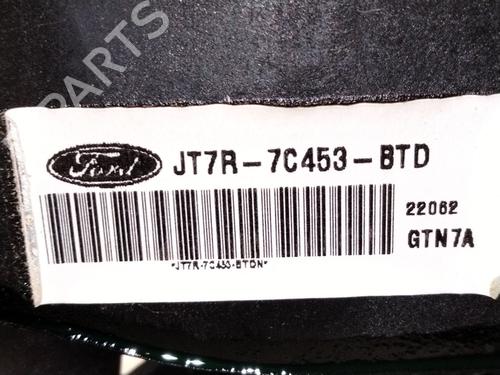 PARTS
Ford
JT7R-7C453-BTD
22062
GTN7A
*JT7R-7C453-BTDN*